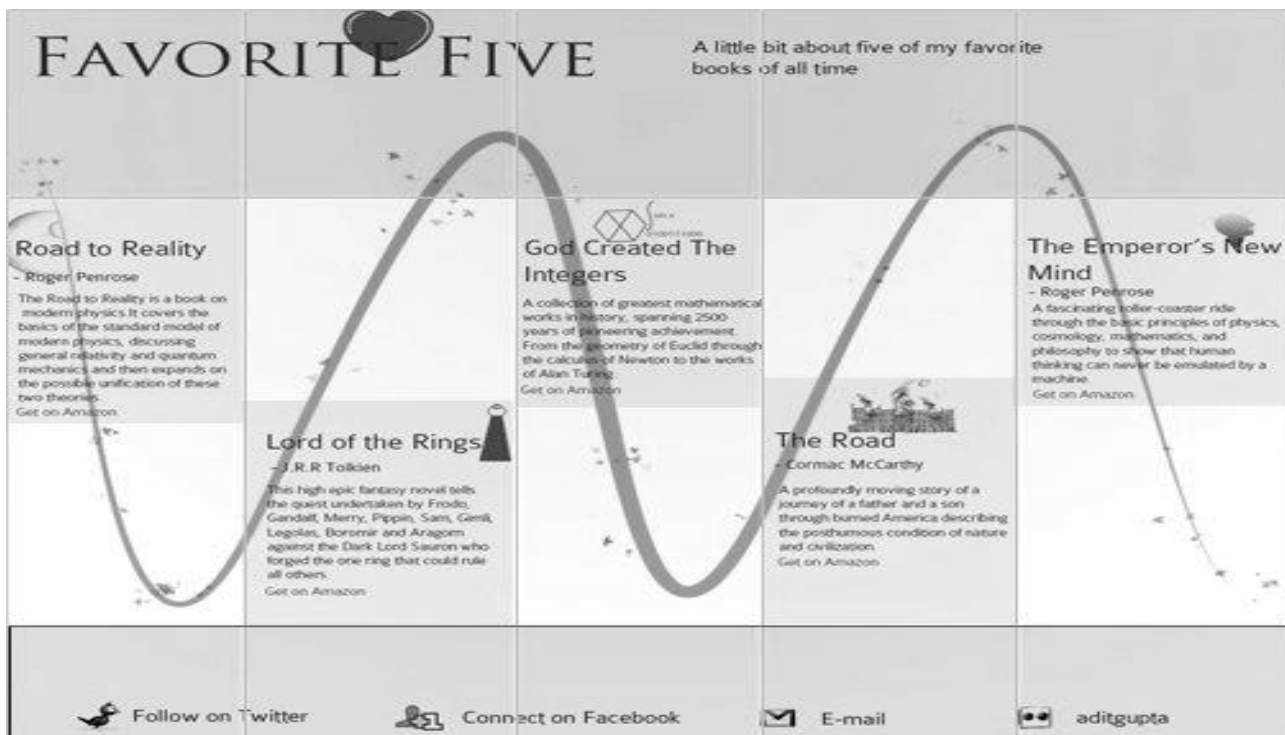 FAVORITE FIVE
A little bit about five of my favorite
books of all time
Road to Reality
- Roger Penrose
The Road to Reality is a book on
modern physics.It covers the
basics of the standard model of
modern physics, discussing
general relativity and quantum
mechanics and then expands on
the possible unification of these
two theories.
Get on Amazon
Lord of the Rings
- J.R.R Tolkien
This high epic fantasy novel tells
the quest undertaken by Frodo,
Gandalf, Merry, Pippin, Sam, Gimli,
Legolas, Boromir and Aragorn
against the Dark Lord Sauron who
forged the one ring that could rule
all others.
Get on Amazon
God Created The
Integers
A collection of greatest mathematical
works in history, spanning 2500
years of pioneering achievement.
From the geometry of Euclid through
the calculus of Newton to the works
of Alan Turing.
Get on Amazon
The Road
- Cormac McCarthy
A profoundly moving story of a
journey of a father and a son
through burned America describing
the posthumous condition of nature
and civilization.
Get on Amazon
The Emperor's New
Mind
- Roger Penrose
A fascinating roller-coaster ride
through the basic principles of physics,
cosmology, mathematics, and
philosophy to show that human
thinking can never be emulated by a
machine.
Get on Amazon
Follow on Twitter
Connect on Facebook
E-mail
aditgupta